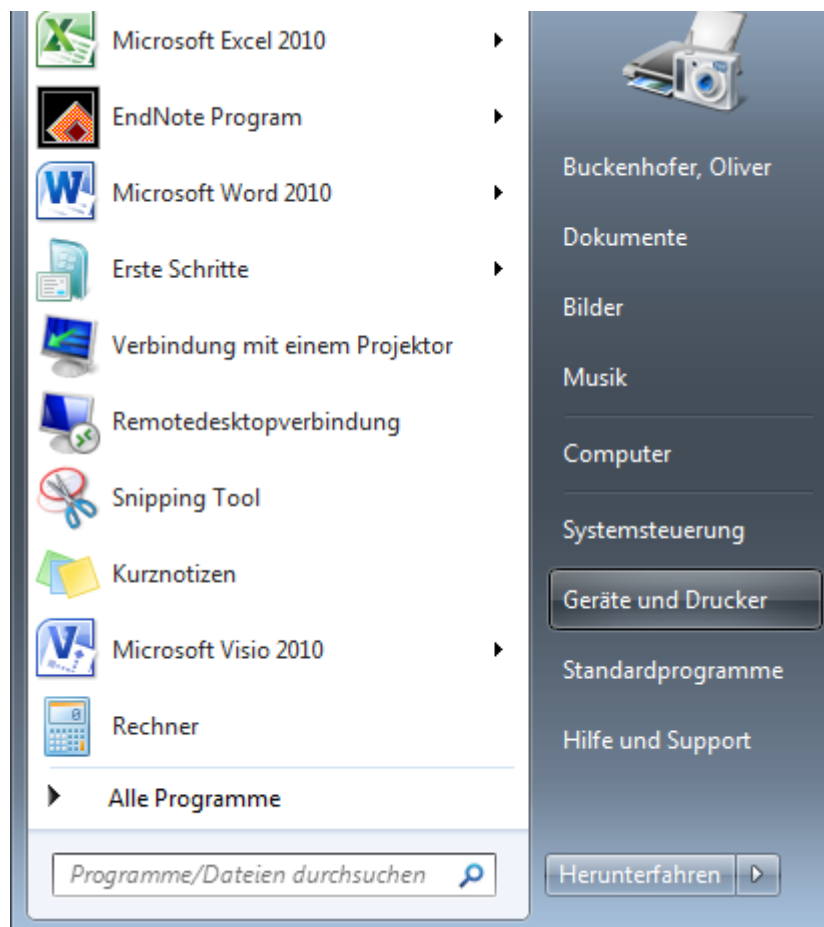 Microsoft Excel 2010
EndNote Program
Microsoft Word 2010
Erste Schritte
Verbindung mit einem Projektor
Remotedesktopverbindung
Snipping Tool
Kurznotizen
Microsoft Visio 2010
Rechner
Alle Programme
Programme/Dateien durchsuchen
Buckenhofer, Oliver
Dokumente
Bilder
Musik
Computer
Systemsteuerung
Geräte und Drucker
Standardprogramme
Hilfe und Support
Herunterfahren